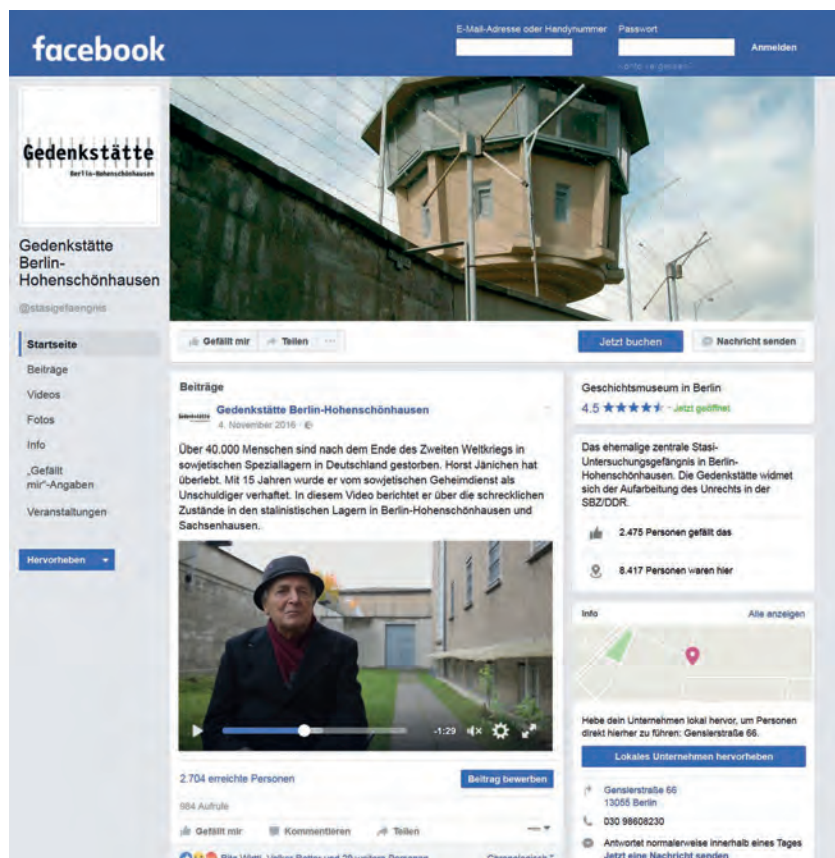 facebook
E-Mail-Adresse oder Handynummer
Passwort
Anmelden
Konto vergessen?
Gedenkstätte
Berlin-Hohenschönhausen
Gedenkstätte
Berlin-
Hohenschönhausen
@stasigefaengnis
Startseite
Beiträge
Videos
Fotos
Info
„Gefällt
mir“-Angaben
Veranstaltungen
Hervorheben
Gefällt mir
Teilen
Jetzt buchen
Nachricht senden
Beiträge
Gedenkstätte Berlin-Hohenschönhausen
4. November 2016
Über 40.000 Menschen sind nach dem Ende des Zweiten Weltkriegs in
sowjetischen Speziallagern in Deutschland gestorben. Horst Jänichen hat
überlebt. Mit 15 Jahren wurde er vom sowjetischen Geheimdienst als
Unschuldiger verhaftet. In diesem Video berichtet er über die schrecklichen
Zustände in den stalinistischen Lagern in Berlin-Hohenschönhausen und
Sachsenhausen.
-1:29
2.704 erreichte Personen
Beitrag bewerben
984 Aufrufe
Gefällt mir
Kommentieren
Teilen
Volker
29 weitere Personen
Chronologisch
Geschichtsmuseum in Berlin
4.5 ★★★★ · Jetzt geöffnet
Das ehemalige zentrale Stasi-
Untersuchungsgefängnis in Berlin-
Hohenschönhausen. Die Gedenkstätte widmet
sich der Aufarbeitung des Unrechts in der
SBZ/DDR.
2.475 Personen gefällt das
8.417 Personen waren hier
Info
Alle anzeigen
Hebe dein Unternehmen lokal hervor, um Personen
direkt hierher zu führen: Genslerstraße 66.
Lokales Unternehmen hervorheben
Genslerstraße 66
13055 Berlin
030 98608230
Antwortet normalerweise innerhalb eines Tages
Jetzt eine Nachricht senden